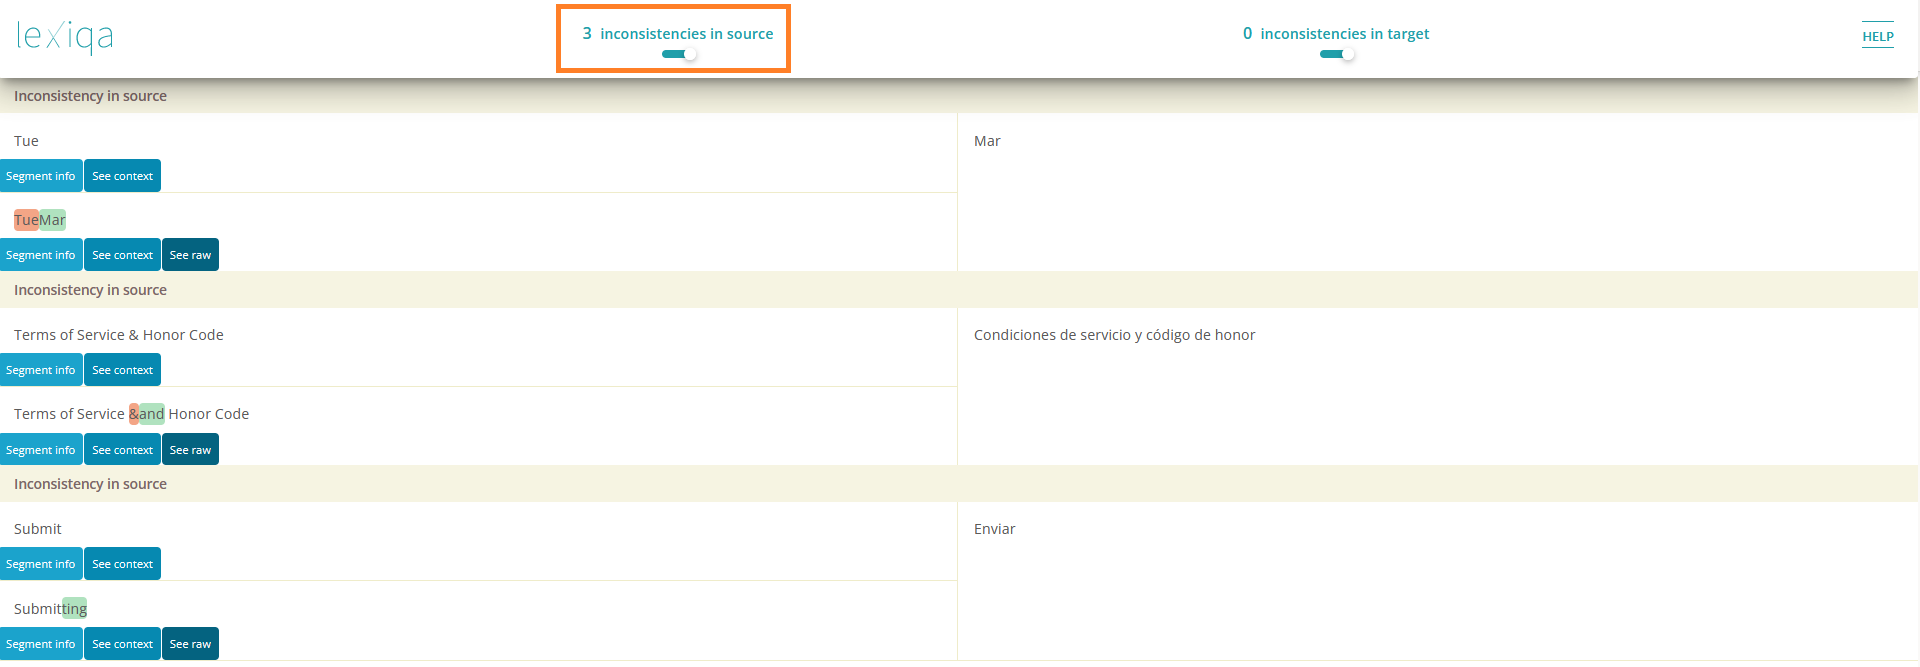 lexiqa
3 inconsistencies in source
0 inconsistencies in target
HELP
Inconsistency in source
Tue
Mar
Segment info See context
TueMar
Segment info See context See raw
Inconsistency in source
Terms of Service & Honor Code
Condiciones de servicio y código de honor
Segment info See context
Terms of Service &and Honor Code
Segment info See context See raw
Inconsistency in source
Submit
Enviar
Segment info See context
Submitting
Segment info See context See raw